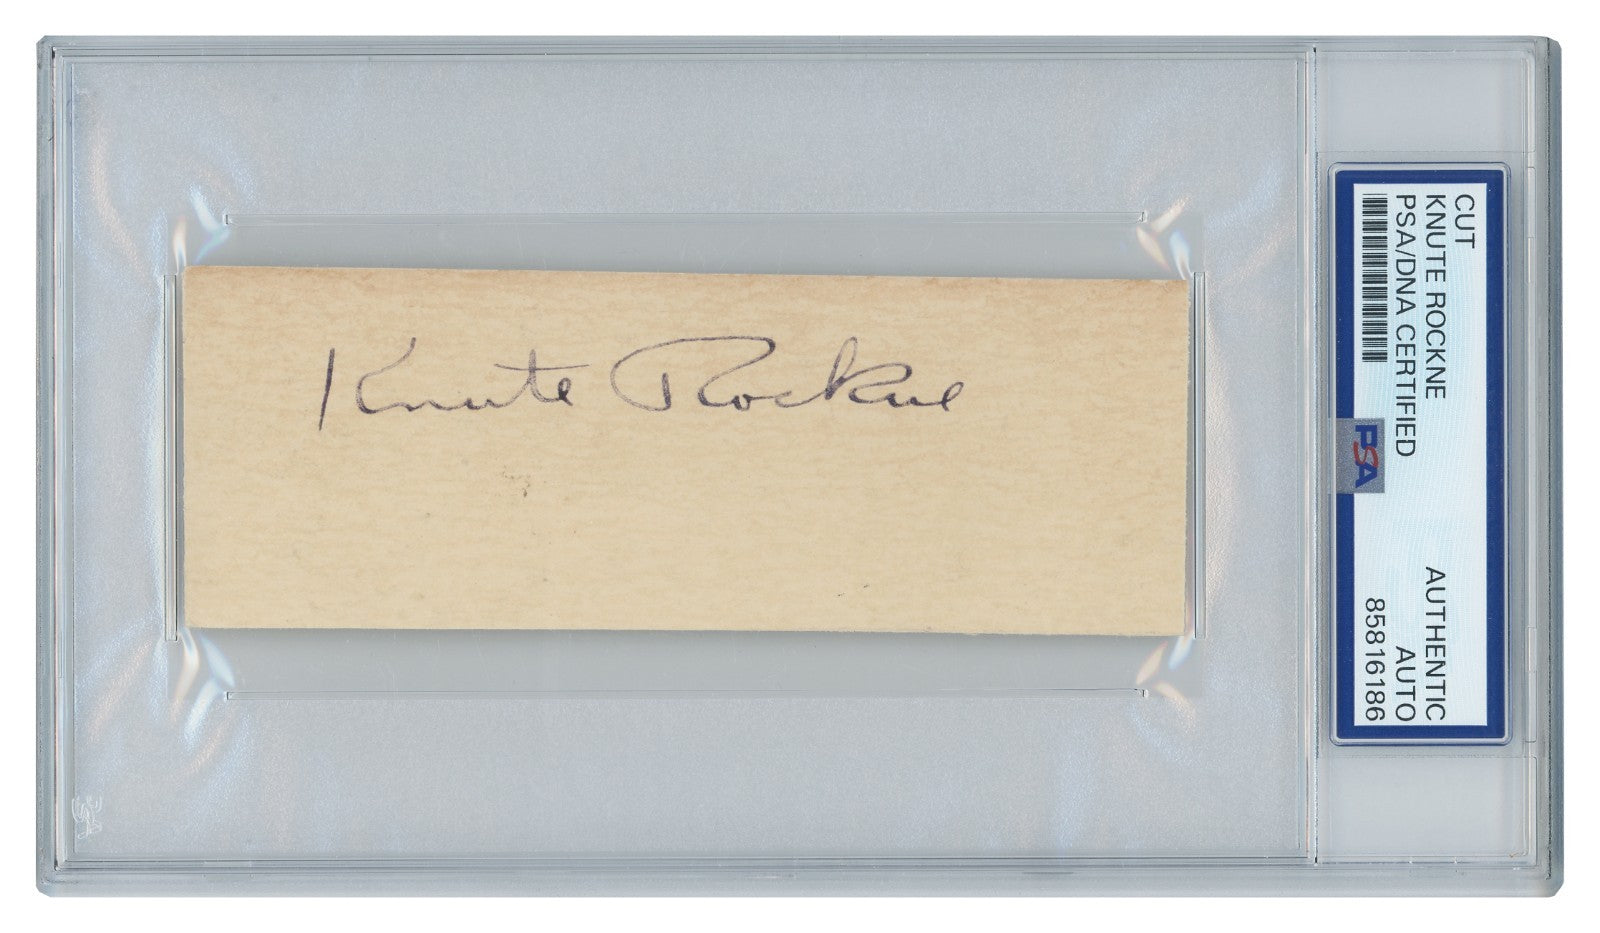 Knute Rockne
CUT
KNUTE ROCKNE
PSA/DNA CERTIFIED
AUTHENTIC
AUTO
85816186
PSA